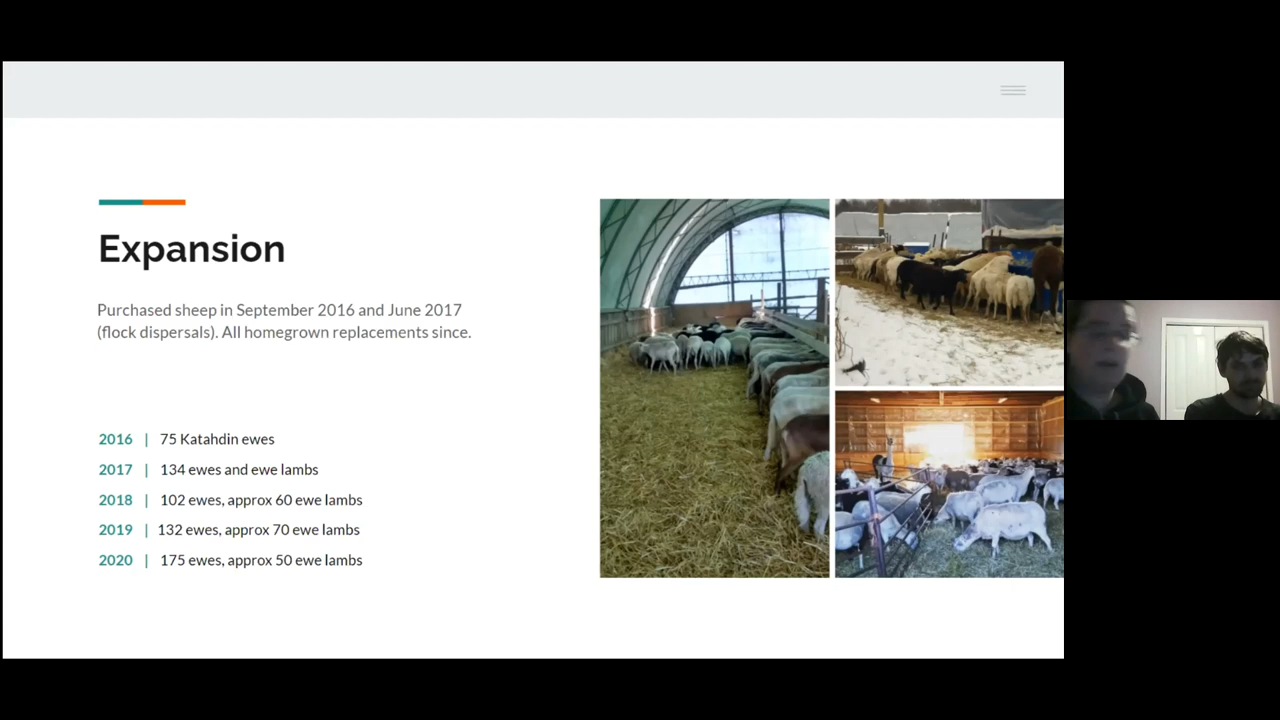 Expansion
Purchased sheep in September 2016 and June 2017
(flock dispersals). All homegrown replacements since.
2016 | 75 Katahdin ewes
2017 | 134 ewes and ewe lambs
2018 | 102 ewes, approx 60 ewe lambs
2019 | 132 ewes, approx 70 ewe lambs
2020 | 175 ewes, approx 50 ewe lambs